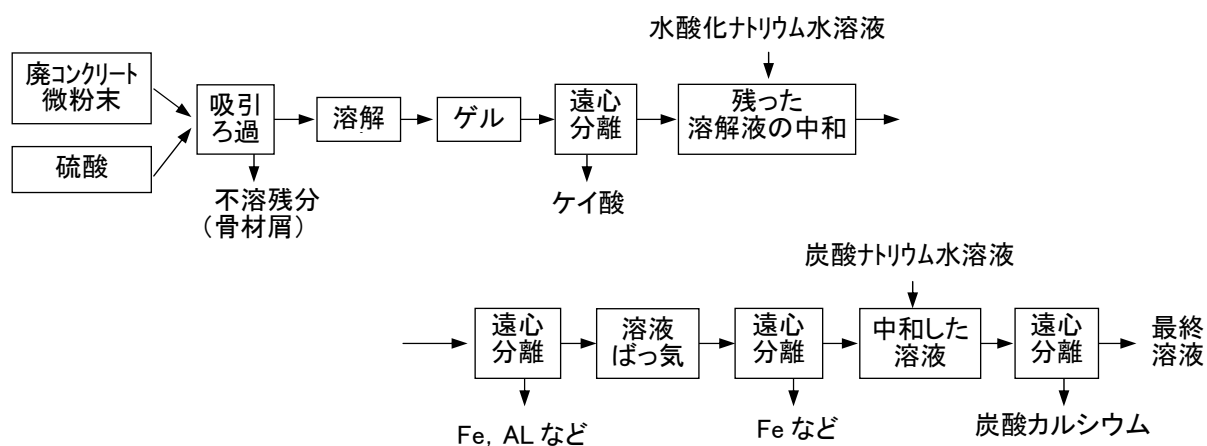 水酸化ナトリウム水溶液
廃コンクリート
微粉末
硫酸
吸引
ろ過
不溶残分
(骨材屑)
溶解
ゲル
遠心
分離
ケイ酸
残った
溶解液の中和
炭酸ナトリウム水溶液
遠心
分離
Fe, ALなど
溶液
ばっ気
遠心
分離
Feなど
中和した
溶液
遠心
分離
炭酸カルシウム
最終
溶液